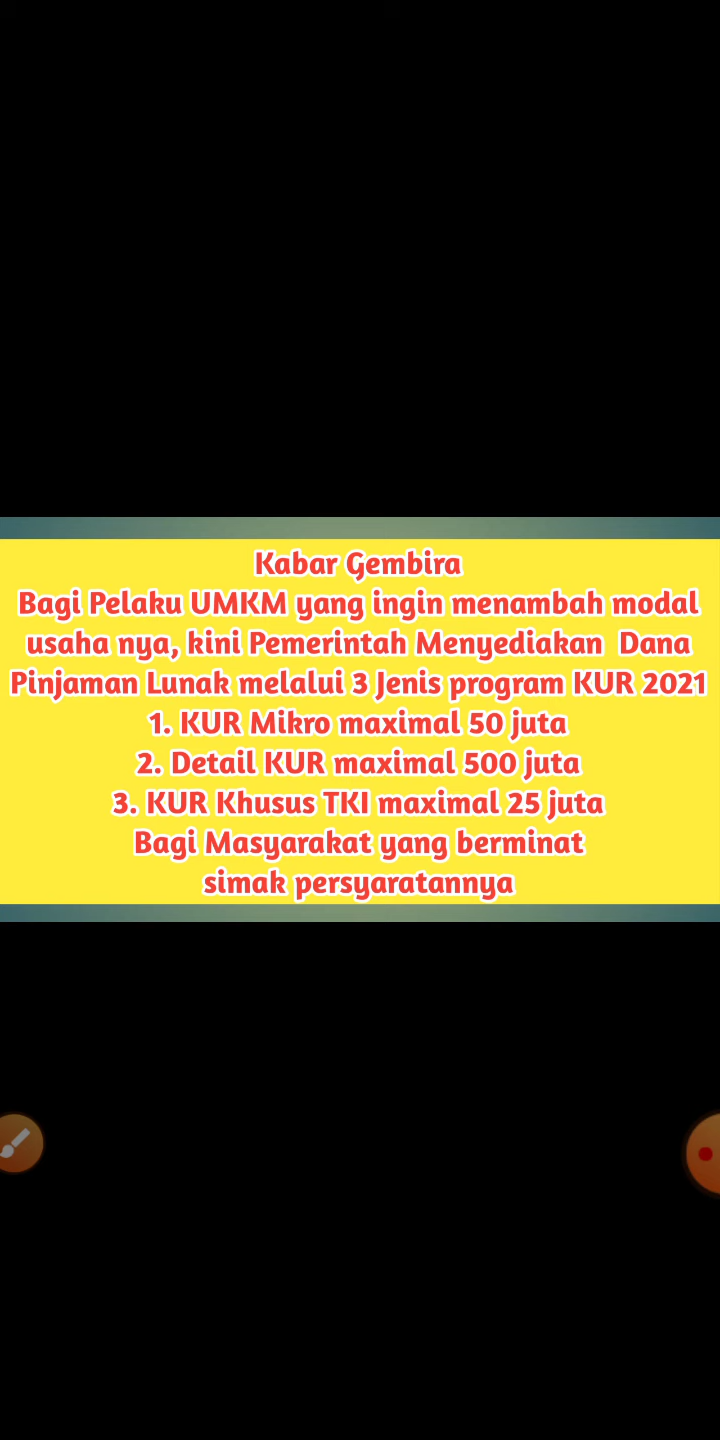 Kabar Gembira
Bagi Pelaku UMKM yang ingin menambah modal
usaha nya, kini Pemerintah Menyediakan Dana
Pinjaman Lunak melalui 3 Jenis program KUR 2021
1. KUR Mikro maximal 50 juta
2. Detail KUR maximal 500 juta
3. KUR Khusus TKI maximal 25 juta
Bagi Masyarakat yang berminat
simak persyaratannya